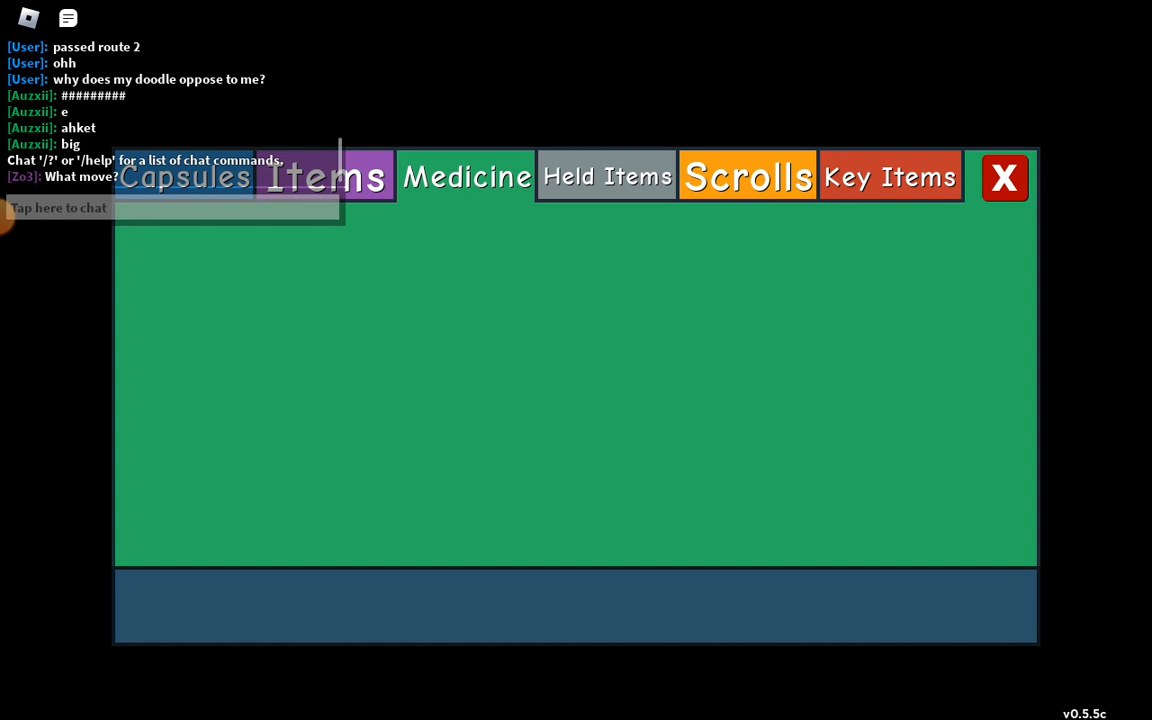 [User]: passed route 2
[User]: ohh
[User]: why does my doodle oppose to me?
[Auzxii]: #########
[Auzxii]: e
[Auzxii]: ahket
[Auzxii]: big
Chat '/?' or '/help' for a list of chat commands.
[Zo3]: What move?
Tap here to chat
Capsules Items Medicine Held Items Scrolls Key Items X
v0.5.5c